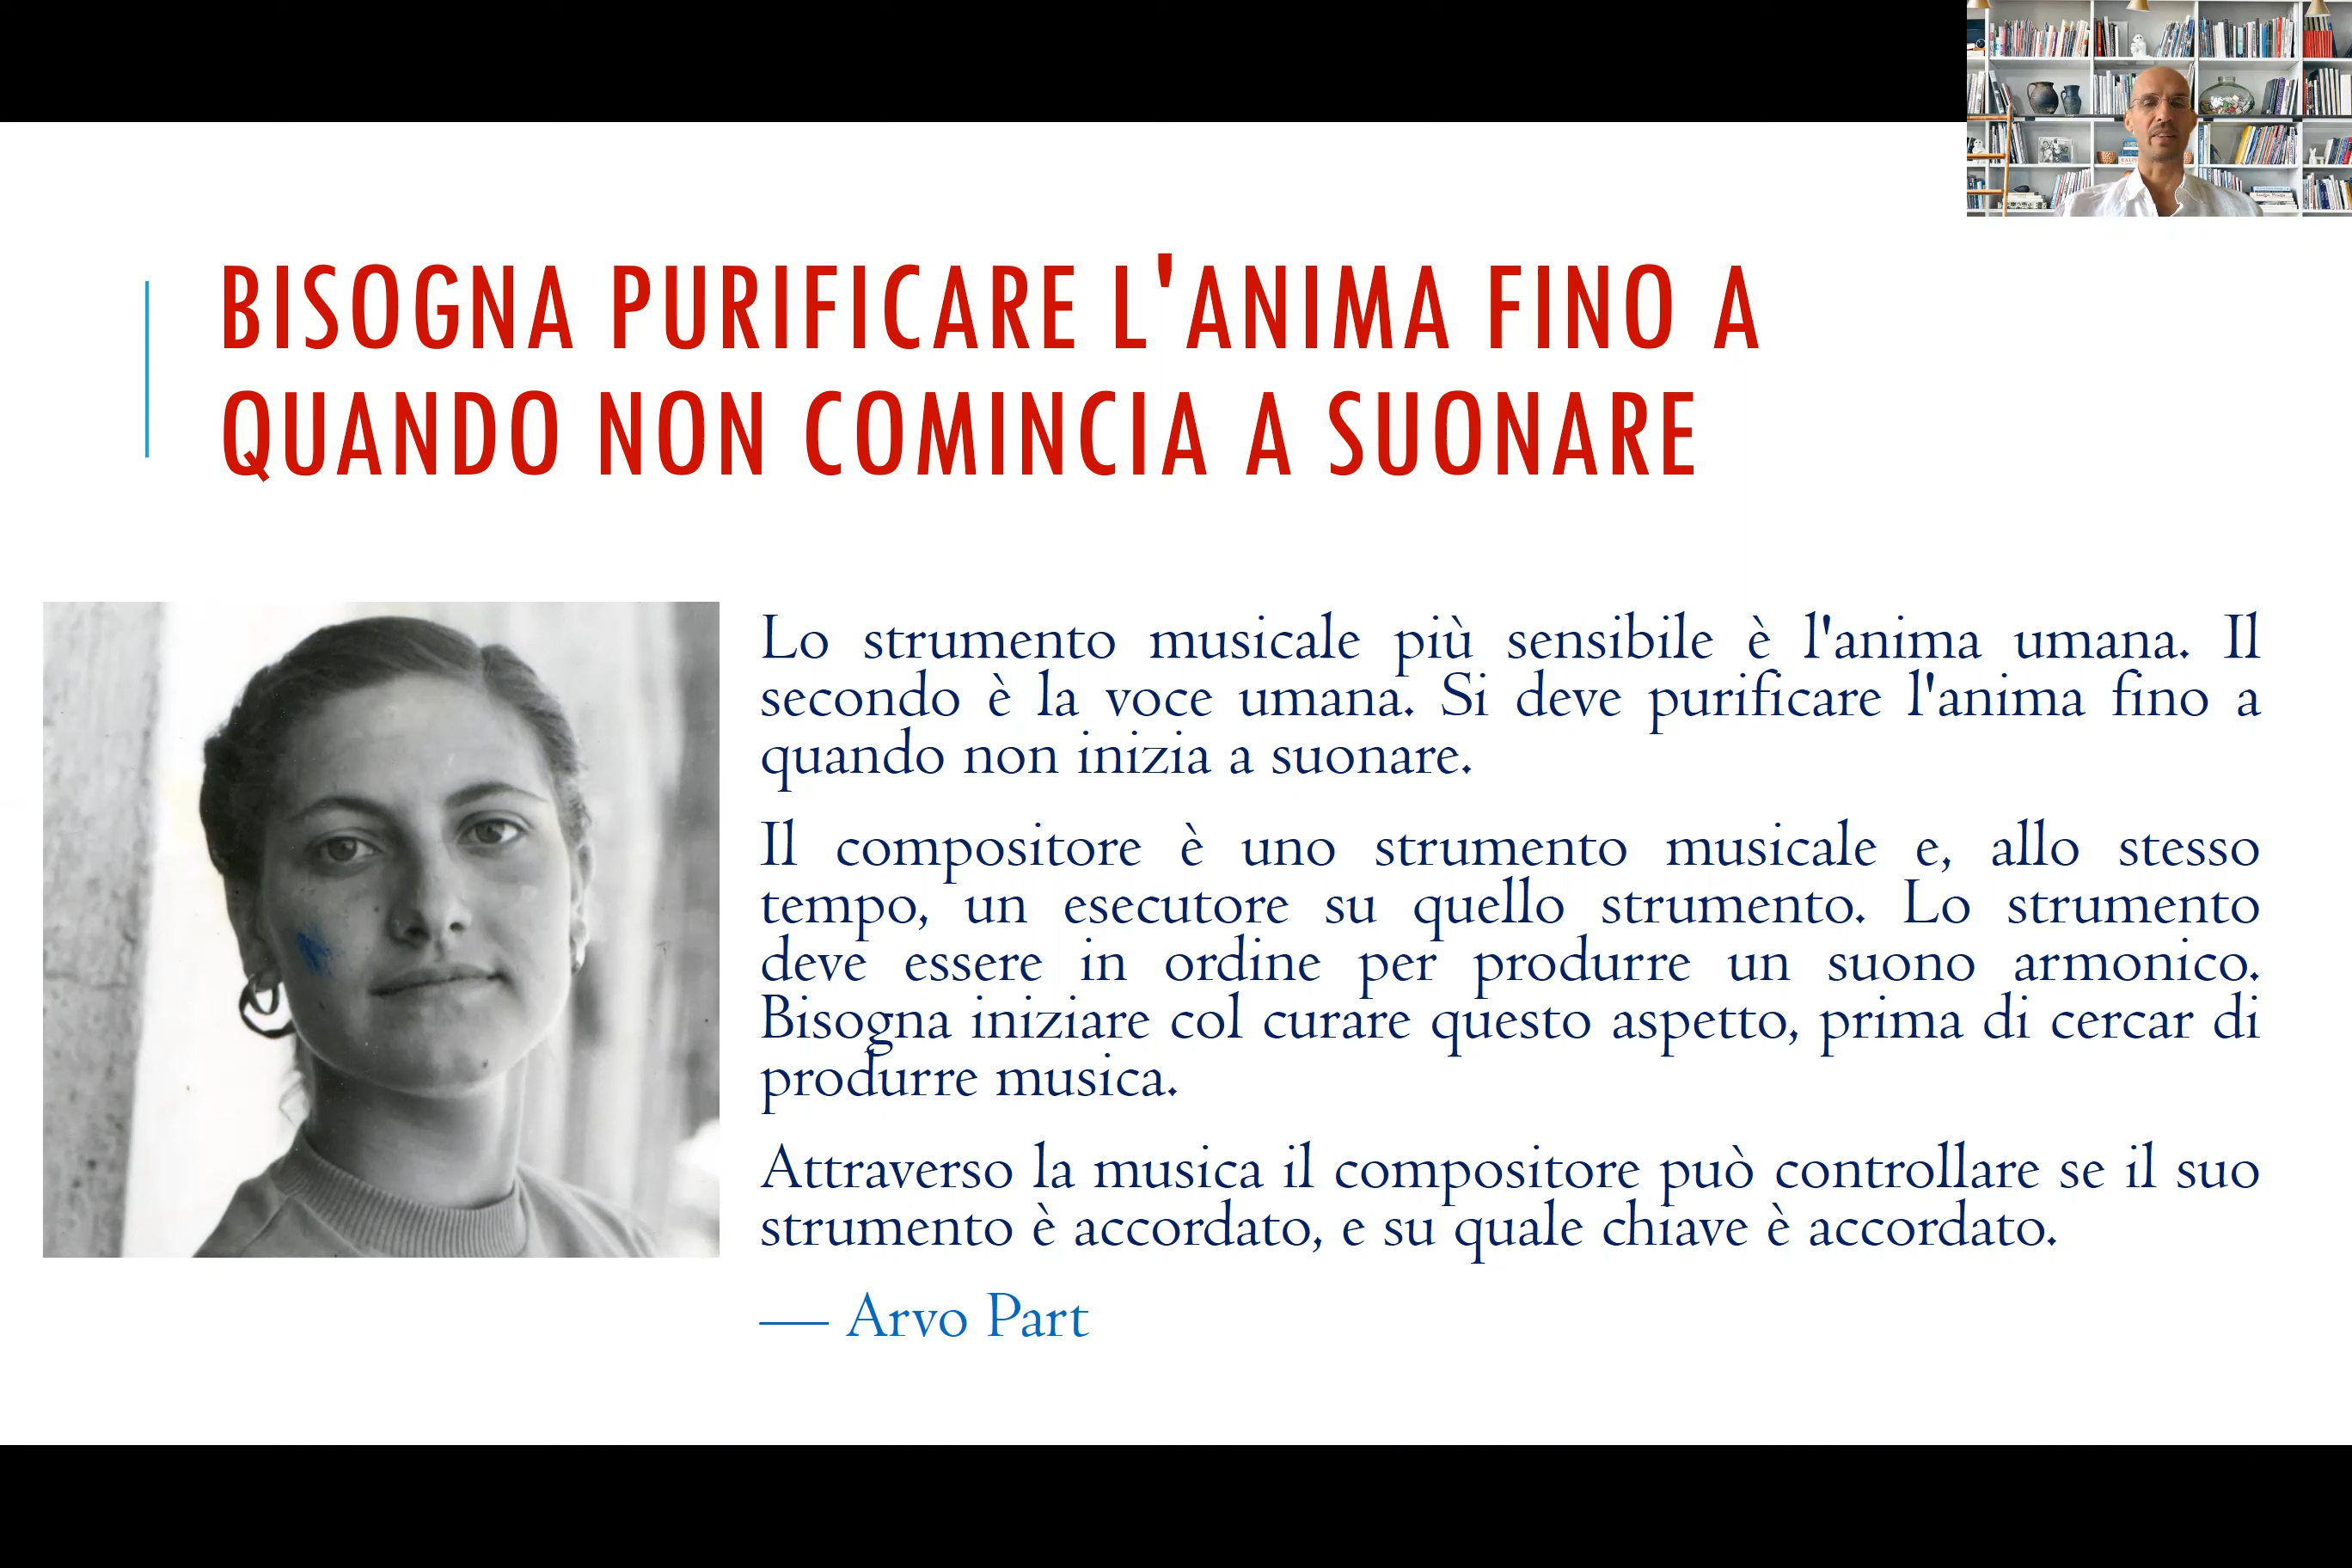 BISOGNA PURIFICARE L'ANIMA FINO A
QUANDO NON COMINCIA A SUONARE
Lo strumento musicale più sensibile è l'anima umana. Il
secondo è la voce umana. Si deve purificare l'anima fino a
quando non inizia a suonare.
Il compositore è uno strumento musicale e, allo stesso
tempo, un esecutore su quello strumento. Lo strumento
deve essere in ordine per produrre un suono armonico.
Bisogna iniziare col curare questo aspetto, prima di cercar di
produrre musica.
Attraverso la musica il compositore può controllare se il suo
strumento è accordato, e su quale chiave è accordato.
— Arvo Part